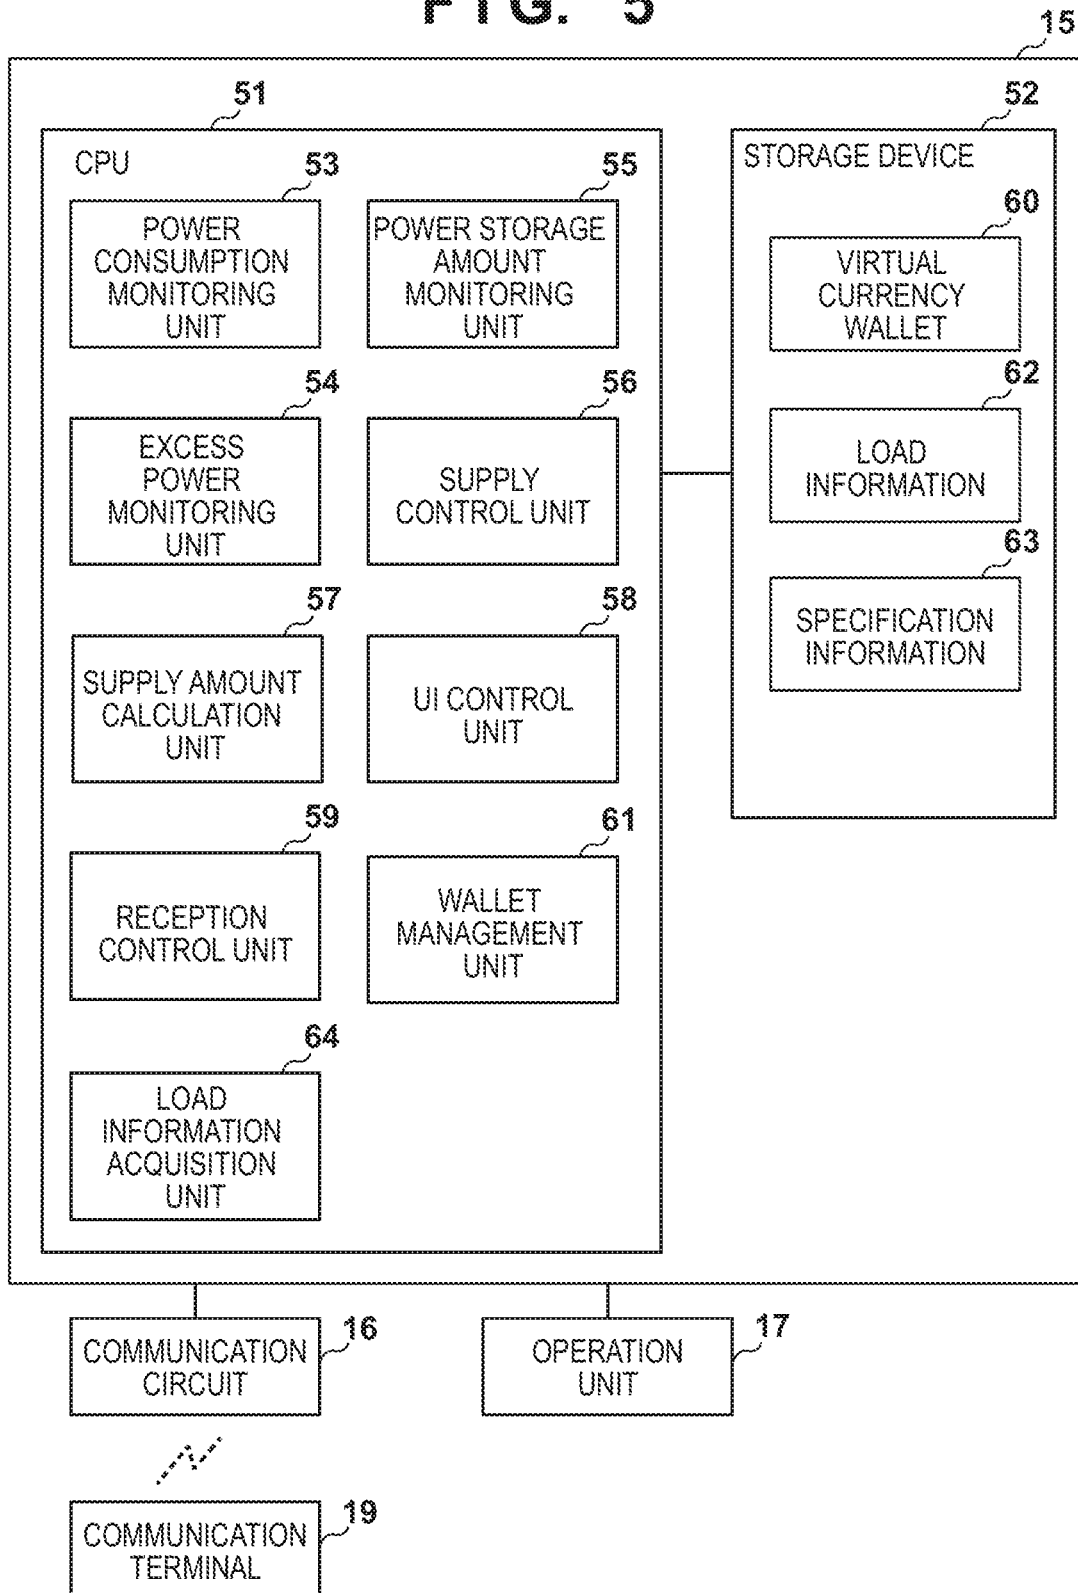 FIG. 5
15
51
52
CPU
STORAGE DEVICE
53
POWER
CONSUMPTION
MONITORING
UNIT
55
POWER STORAGE
AMOUNT
MONITORING
UNIT
60
VIRTUAL
CURRENCY
WALLET
54
EXCESS
POWER
MONITORING
UNIT
56
SUPPLY
CONTROL UNIT
62
LOAD
INFORMATION
63
SPECIFICATION
INFORMATION
57
SUPPLY AMOUNT
CALCULATION
UNIT
58
UI CONTROL
UNIT
59
RECEPTION
CONTROL UNIT
61
WALLET
MANAGEMENT
UNIT
64
LOAD
INFORMATION
ACQUISITION
UNIT
16
COMMUNICATION
CIRCUIT
17
OPERATION
UNIT
19
COMMUNICATION
TERMINAL